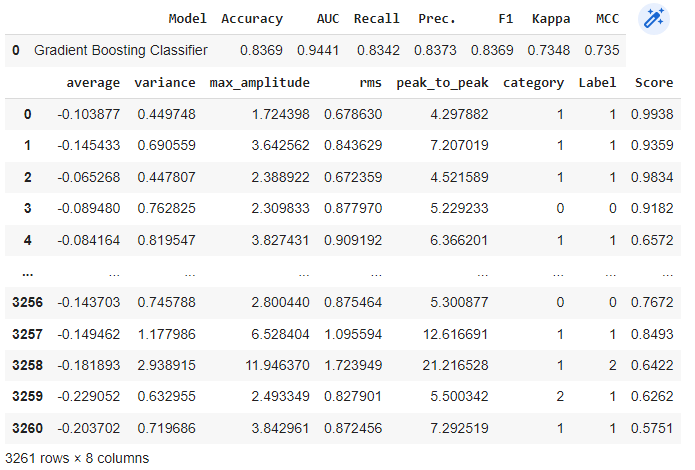 Model Accuracy AUC Recall Prec. F1 Kappa MCC
0 Gradient Boosting Classifier 0.8369 0.9441 0.8342 0.8373 0.8369 0.7348 0.735
average variance max_amplitude rms peak_to_peak category Label Score
0 -0.103877 0.449748 1.724398 0.678630 4.297882 1 1 0.9938
1 -0.145433 0.690559 3.642562 0.843629 7.207019 1 1 0.9359
2 -0.065268 0.447807 2.388922 0.672359 4.521589 1 1 0.9834
3 -0.089480 0.762825 2.309833 0.877970 5.229233 0 0 0.9182
4 -0.084164 0.819547 3.827431 0.909192 6.366201 1 1 0.6572
... ... ... ... ... ... ... ... ...
3256 -0.143703 0.745788 2.800440 0.875464 5.300877 0 0 0.7672
3257 -0.149462 1.177986 6.528404 1.095594 12.616691 1 1 0.8493
3258 -0.181893 2.938915 11.946370 1.723949 21.216528 1 2 0.6422
3259 -0.229052 0.632955 2.493349 0.827901 5.500342 2 1 0.6262
3260 -0.203702 0.719686 3.842961 0.872456 7.292519 1 1 0.5751
3261 rows × 8 columns